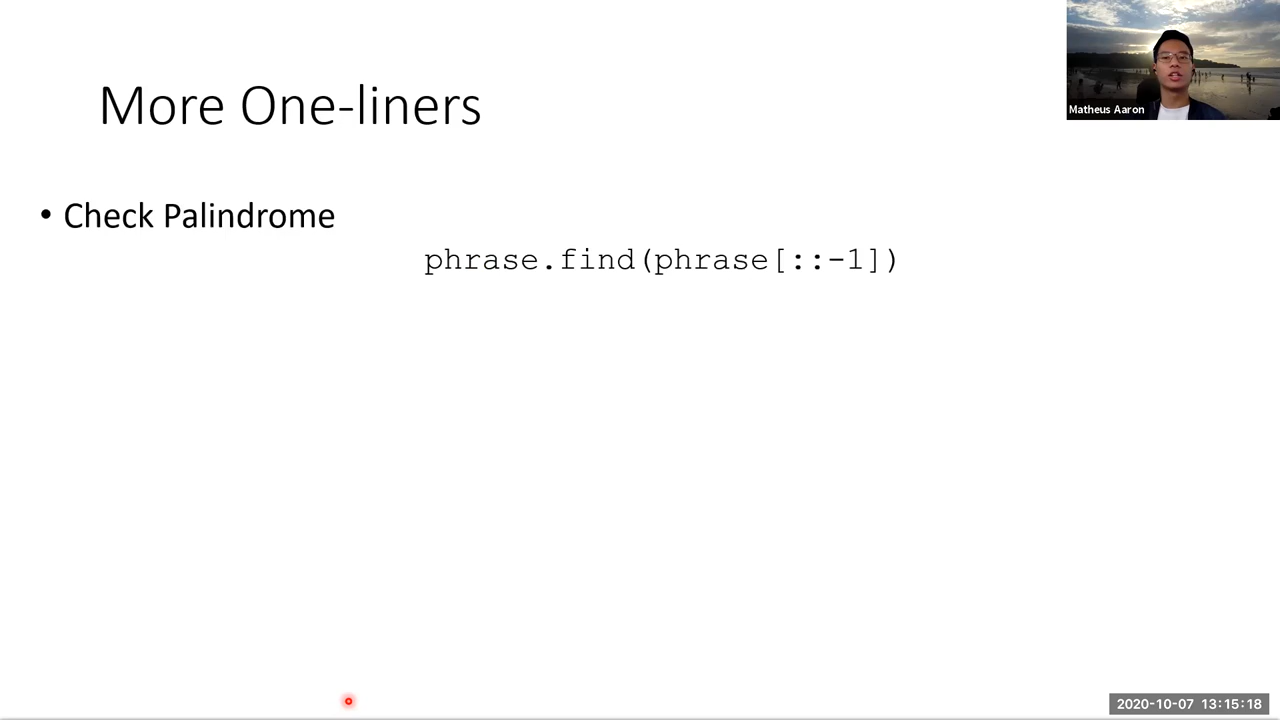 More One-liners
Matheus Aaron
• Check Palindrome
phrase.find(phrase[::-1])
2020-10-07 13:15:18